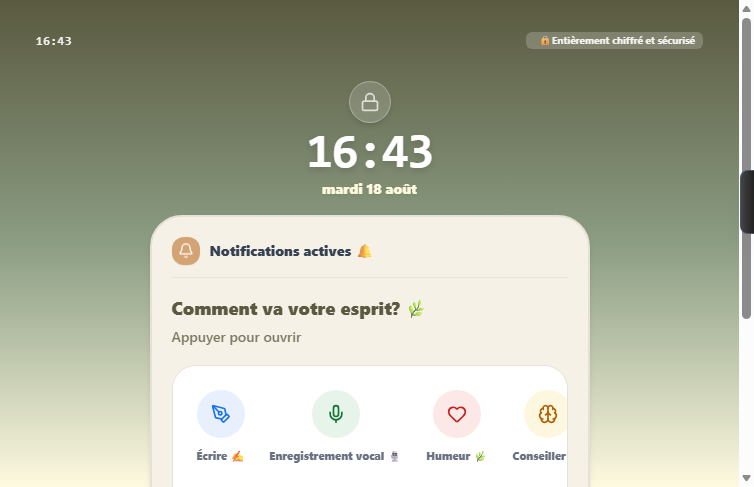 16:43
🔒 Entièrement chiffré et sécurisé
16:43
mardi 18 août
Notifications actives 🔔
Comment va votre esprit? 🌿
Appuyer pour ouvrir
Écrire ✍️
Enregistrement vocal 🎙️
Humeur 🌿
Conseiller